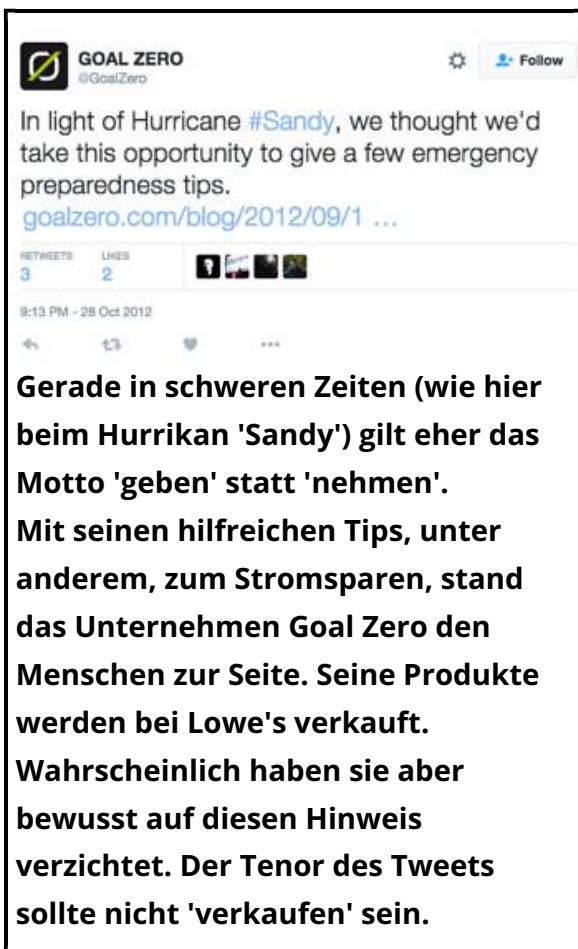 GOAL ZERO
@GoalZero
Follow
In light of Hurricane #Sandy, we thought we'd
take this opportunity to give a few emergency
preparedness tips.
goalzero.com/blog/2012/09/1 ...
RETWEETS LIKES
3 2
9:13 PM - 28 Oct 2012
Gerade in schweren Zeiten (wie hier
beim Hurrikan 'Sandy') gilt eher das
Motto 'geben' statt 'nehmen'.
Mit seinen hilfreichen Tips, unter
anderem, zum Stromsparen, stand
das Unternehmen Goal Zero den
Menschen zur Seite. Seine Produkte
werden bei Lowe's verkauft.
Wahrscheinlich haben sie aber
bewusst auf diesen Hinweis
verzichtet. Der Tenor des Tweets
sollte nicht 'verkaufen' sein.